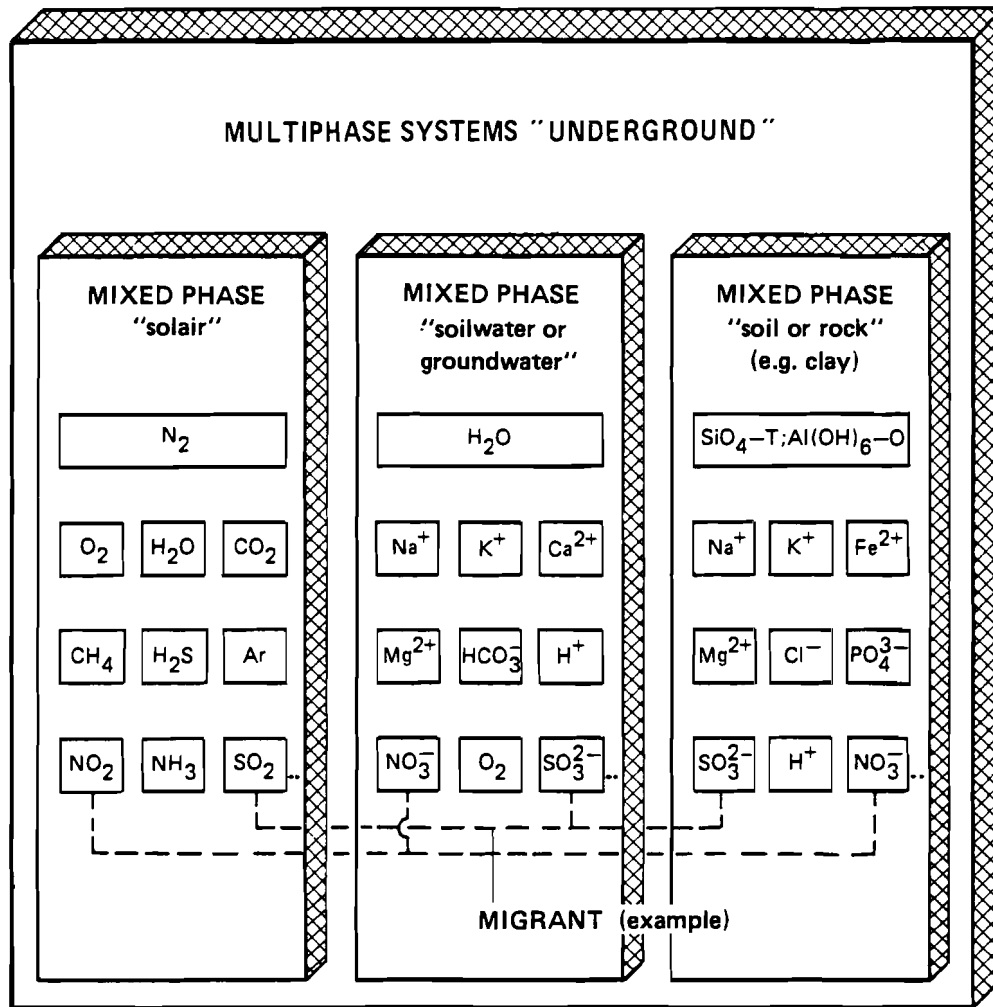 MULTIPHASE SYSTEMS "UNDERGROUND"
MIXED PHASE
"solair"
N₂
O₂ H₂O CO₂
CH₄ H₂S Ar
NO₂ NH₃ SO₂ ..
MIXED PHASE
"soilwater or
groundwater"
H₂O
Na⁺ K⁺ Ca²⁺
Mg²⁺ HCO₃⁻ H⁺
NO₃⁻ O₂ SO₃²⁻ ..
MIXED PHASE
"soil or rock"
(e.g. clay)
SiO₄–T;Al(OH)₆–O
Na⁺ K⁺ Fe²⁺
Mg²⁺ Cl⁻ PO₄³⁻
SO₃²⁻ H⁺ NO₃⁻ ..
MIGRANT (example)